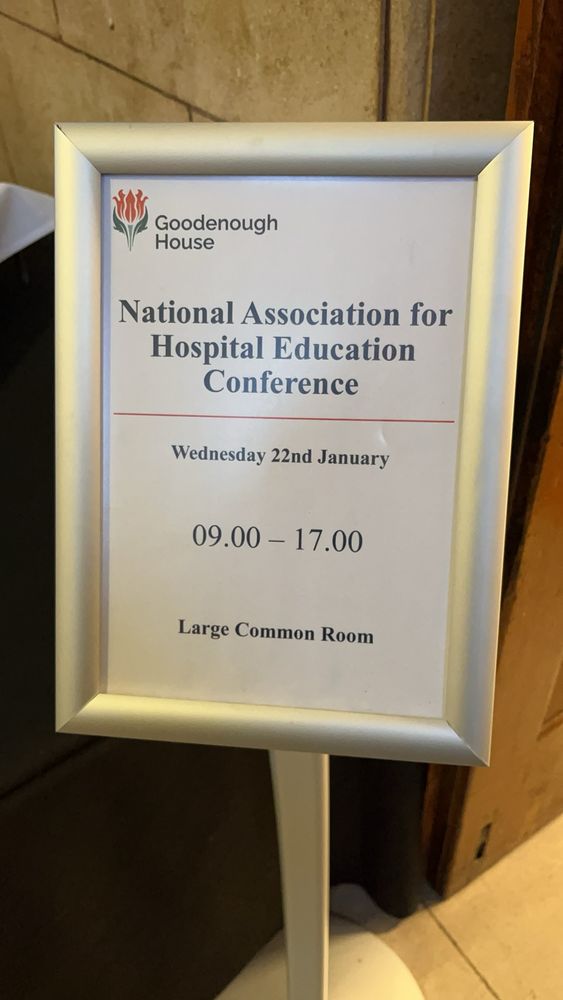 Goodenough
House
National Association for
Hospital Education
Conference
Wednesday 22nd January
09.00 – 17.00
Large Common Room